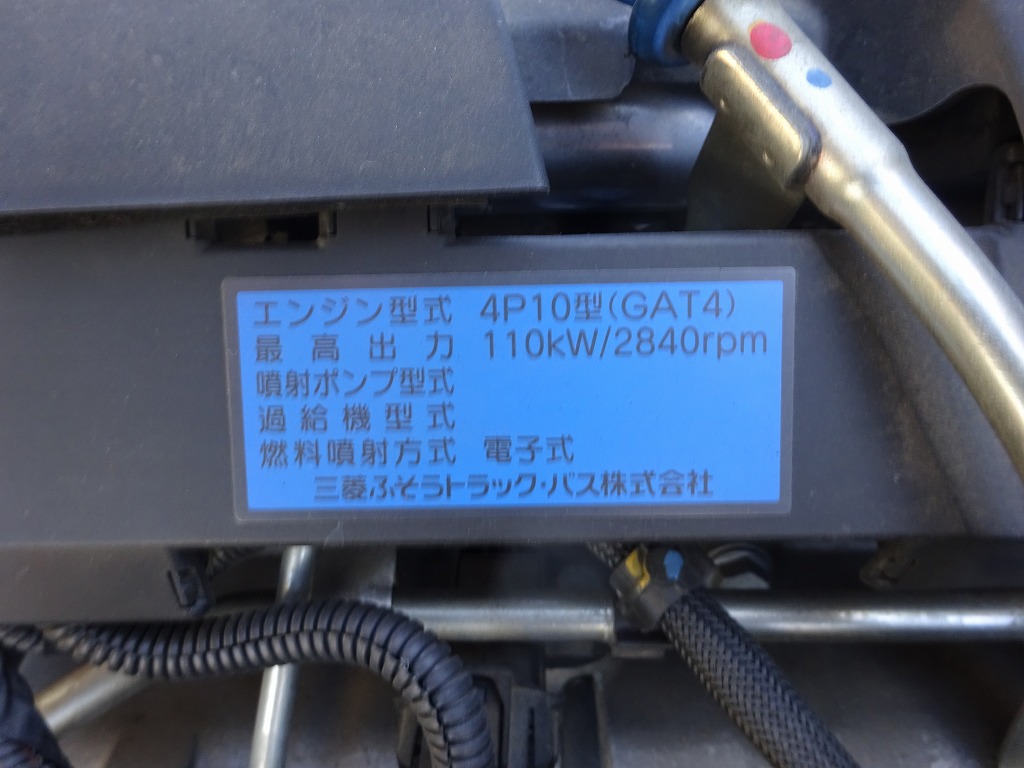 エンジン型式 4P10型(GAT4)
最高出力 110kW/2840rpm
噴射ポンプ型式
過給機型式
燃料噴射方式 電子式
三菱ふそうトラック・バス株式会社